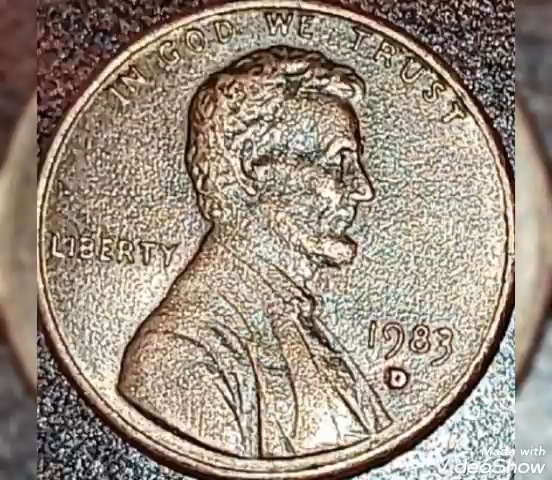 IN GOD WE TRUST
LIBERTY
1983
D
Made with
VideoShow